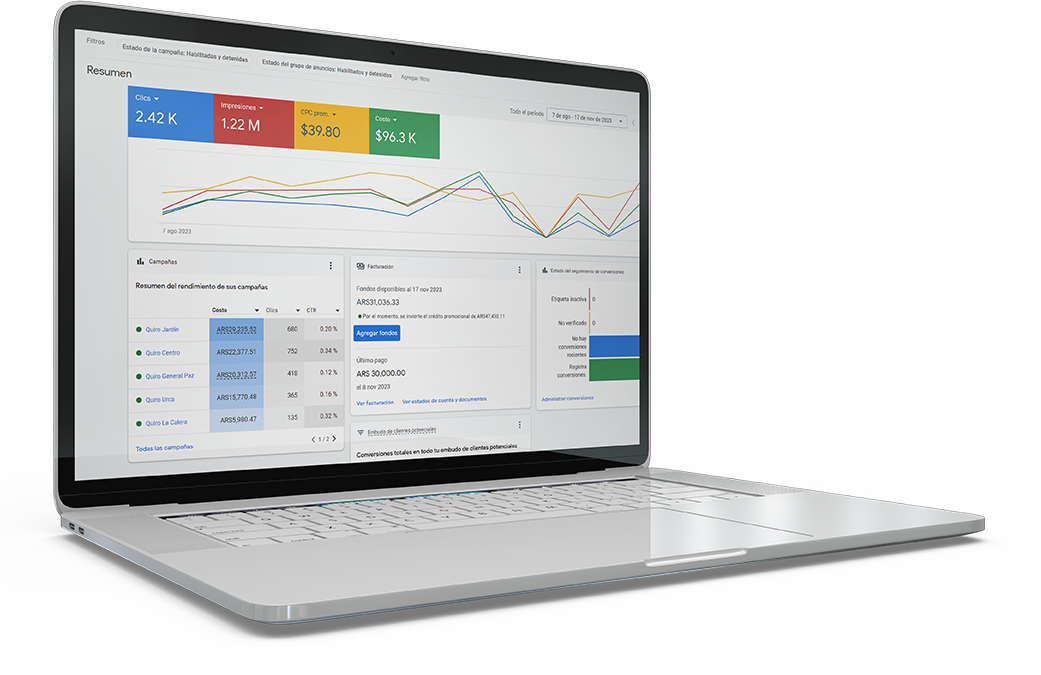 Filtros
Estado de la campaña: Habilitados y detenidas
Estado del grupo de anuncios: Habilitados y detenidos
Agregar filtro
Resumen
Todo el período
7 de ago - 17 de nov de 2023
Clics
2.42 K
Impresiones
1.22 M
CPC prom.
$39.80
Costo
$96.3 K
7 ago 2023
Campañas
Resumen del rendimiento de sus campañas
Costo Clics CTR
Quiro Jardin ARS29,235.52 680 0.20 %
Quiro Centro ARS22,377.51 752 0.34 %
Quiro General Paz ARS20,312.57 410 0.12 %
Quiro Urca ARS15,770.48 365 0.16 %
Quiro La Calera ARS5,980.47 135 0.32 %
Todas las campañas
1 / 2
Facturación
Fondos disponibles al 17 nov 2023
ARS31,036.33
Por el momento, se invierte el crédito promocional de ARS47,430.11
Agregar fondos
Último pago
ARS 30,000.00
el 8 nov 2023
Ver facturación Ver estados de cuenta y documentos
Embudo de clientes potenciales
Conversiones totales en todo tu embudo de clientes potenciales
Estado del seguimiento de conversiones
Etiqueta inactiva 0
No verificado 0
No hay
conversiones
recientes
Registra
conversiones.
Administrar conversiones